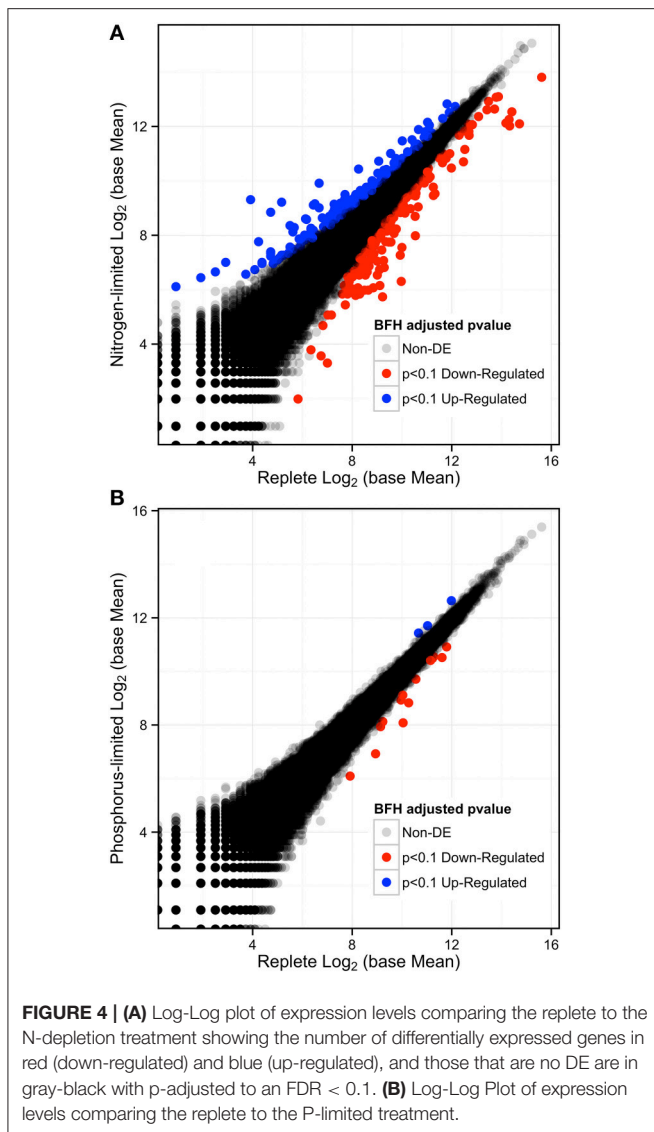 A
Nitrogen-limited Log2 (base Mean)
12
8
4
BFH adjusted pvalue
Non-DE
p<0.1 Down-Regulated
p<0.1 Up-Regulated
4 8 12 16
Replete Log2 (base Mean)
B
Phosphorus-limited Log2 (base Mean)
16
12
8
4
BFH adjusted pvalue
Non-DE
p<0.1 Down-Regulated
p<0.1 Up-Regulated
4 8 12 16
Replete Log2 (base Mean)
FIGURE 4 | (A) Log-Log plot of expression levels comparing the replete to the
N-depletion treatment showing the number of differentially expressed genes in
red (down-regulated) and blue (up-regulated), and those that are no DE are in
gray-black with p-adjusted to an FDR < 0.1. (B) Log-Log Plot of expression
levels comparing the replete to the P-limited treatment.